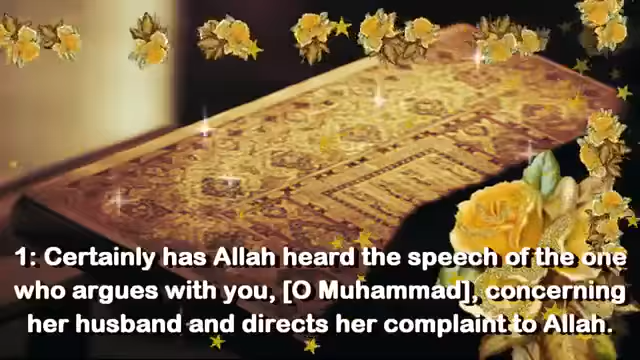 1: Certainly has Allah heard the speech of the one
who argues with you, [O Muhammad], concerning
her husband and directs her complaint to Allah.